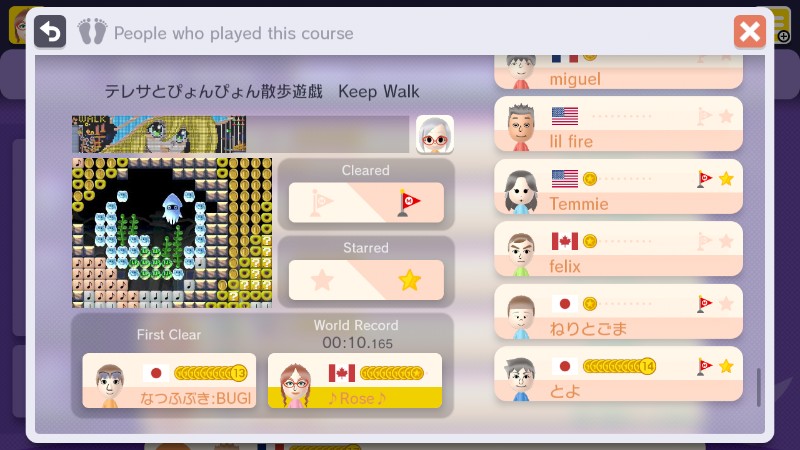 People who played this course
テレサとぴょんぴょん散歩遊戯 Keep Walk
WALK
Cleared
Starred
First Clear
13
なつふぶき:BUG!
World Record
00:10.165
♪Rose♪
miguel
lil fire
Temmie
felix
ねりとごま
14
とよ